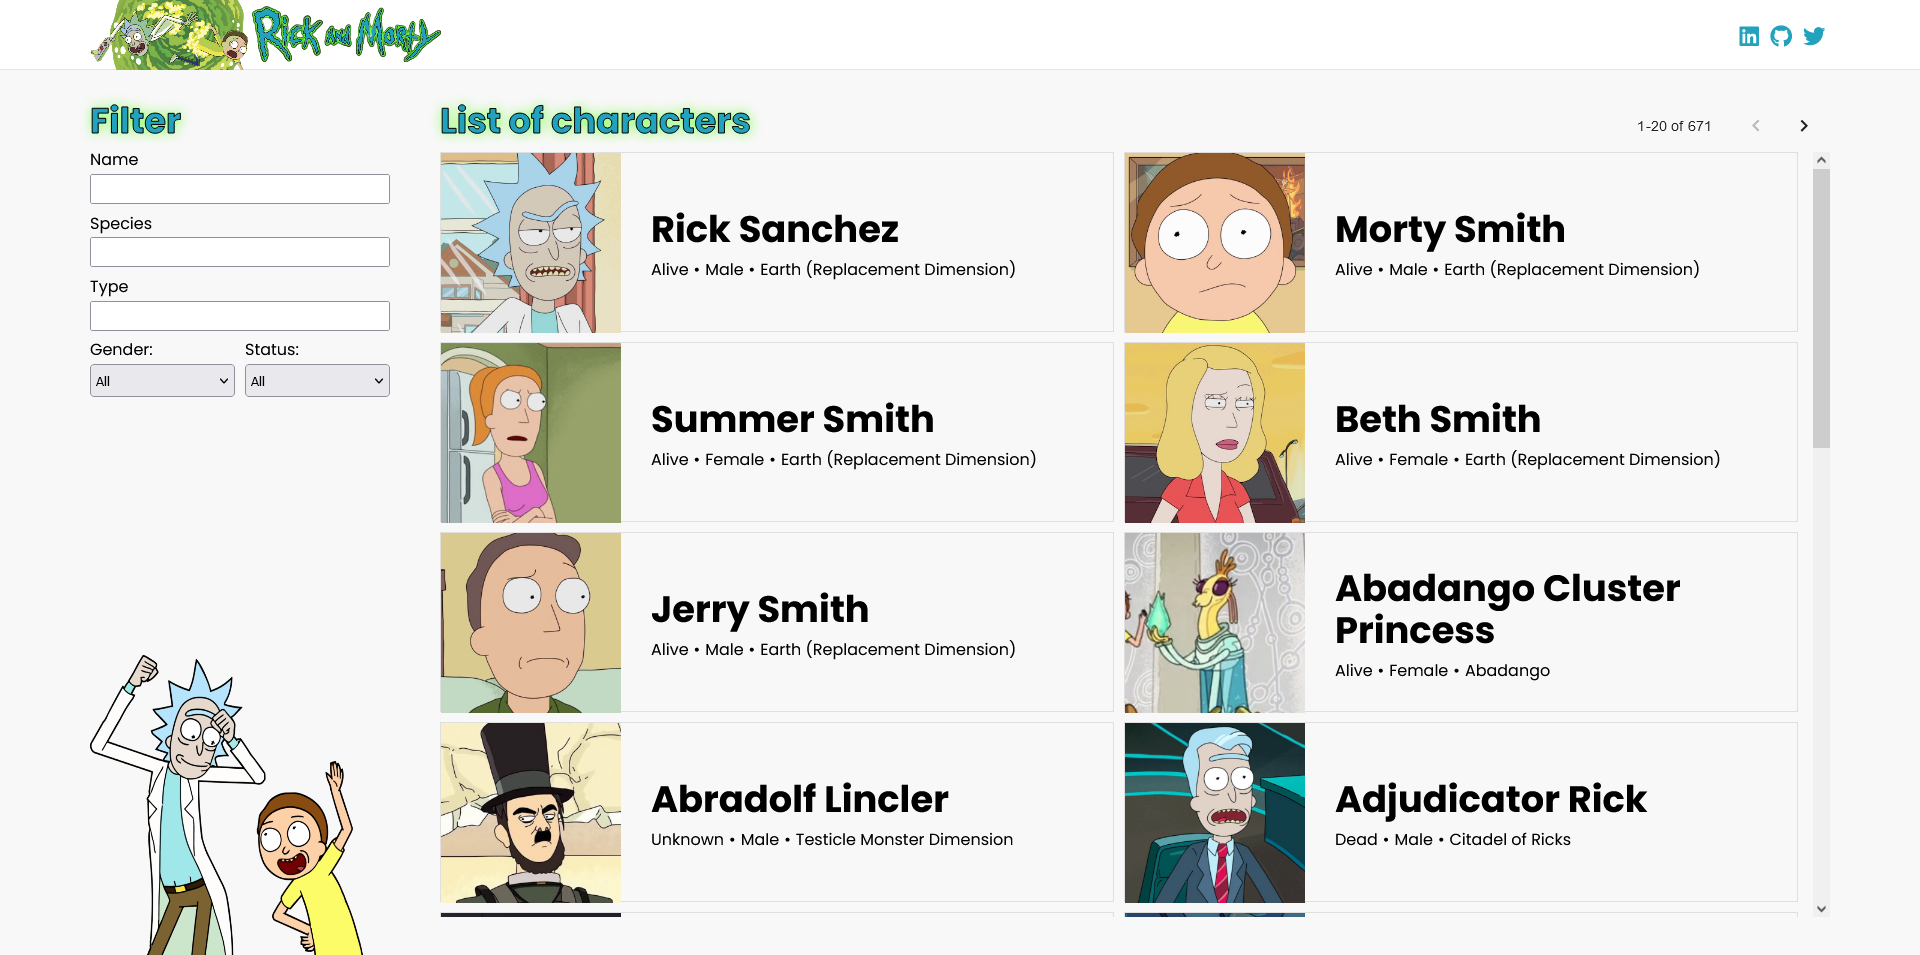 Rick and Morty
Filter
Name
Species
Type
Gender:
Status:
All
All
List of characters
1-20 of 671
Rick Sanchez
Alive • Male • Earth (Replacement Dimension)
Morty Smith
Alive • Male • Earth (Replacement Dimension)
Summer Smith
Alive • Female • Earth (Replacement Dimension)
Beth Smith
Alive • Female • Earth (Replacement Dimension)
Jerry Smith
Alive • Male • Earth (Replacement Dimension)
Abadango Cluster
Princess
Alive • Female • Abadango
Abradolf Lincler
Unknown • Male • Testicle Monster Dimension
Adjudicator Rick
Dead • Male • Citadel of Ricks